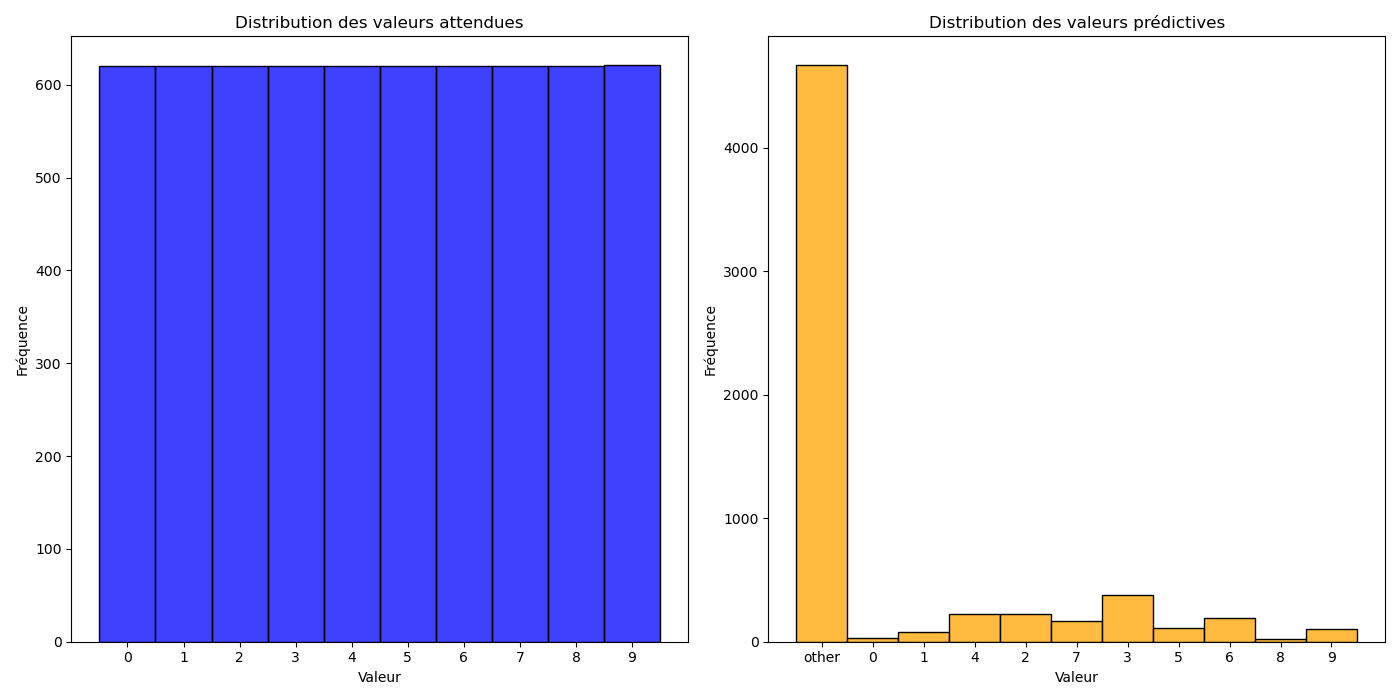 Distribution des valeurs attendues
Fréquence
600
500
400
300
200
100
0
0 1 2 3 4 5 6 7 8 9
Valeur
Distribution des valeurs prédictives
Fréquence
4000
3000
2000
1000
0
other 0 1 4 2 7 3 5 6 8 9
Valeur